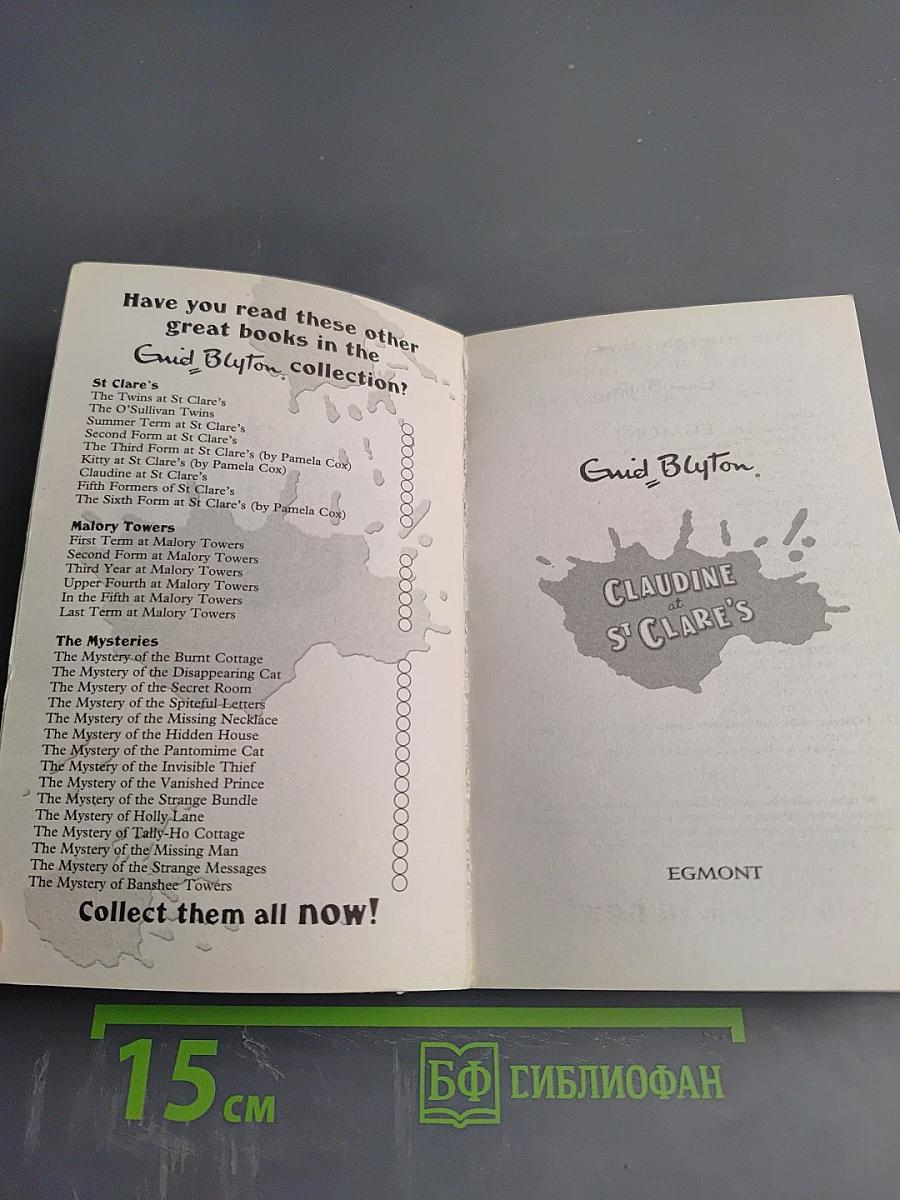 Have you read these other
great books in the
Enid Blyton collection?
St Clare's
The Twins at St Clare's
The O'Sullivan Twins
Summer Term at St Clare's
Second Form at St Clare's
The Third Form at St Clare's (by Pamela Cox)
Kitty at St Clare's (by Pamela Cox)
Claudine at St Clare's
Fifth Formers of St Clare's
The Sixth Form at St Clare's (by Pamela Cox)
Malory Towers
First Term at Malory Towers
Second Form at Malory Towers
Third Year at Malory Towers
Upper Fourth at Malory Towers
In the Fifth at Malory Towers
Last Term at Malory Towers
The Mysteries
The Mystery of the Burnt Cottage
The Mystery of the Disappearing Cat
The Mystery of the Secret Room
The Mystery of the Spiteful Letters
The Mystery of the Missing Necklace
The Mystery of the Hidden House
The Mystery of the Pantomime Cat
The Mystery of the Invisible Thief
The Mystery of the Vanished Prince
The Mystery of the Strange Bundle
The Mystery of Holly Lane
The Mystery of Tally-Ho Cottage
The Mystery of the Missing Man
The Mystery of the Strange Messages
The Mystery of Banshee Towers
Collect them all now!
Enid Blyton
CLAUDINE
at
ST CLARE'S
EGMONT
15 см
БФ БИБЛИОФАН